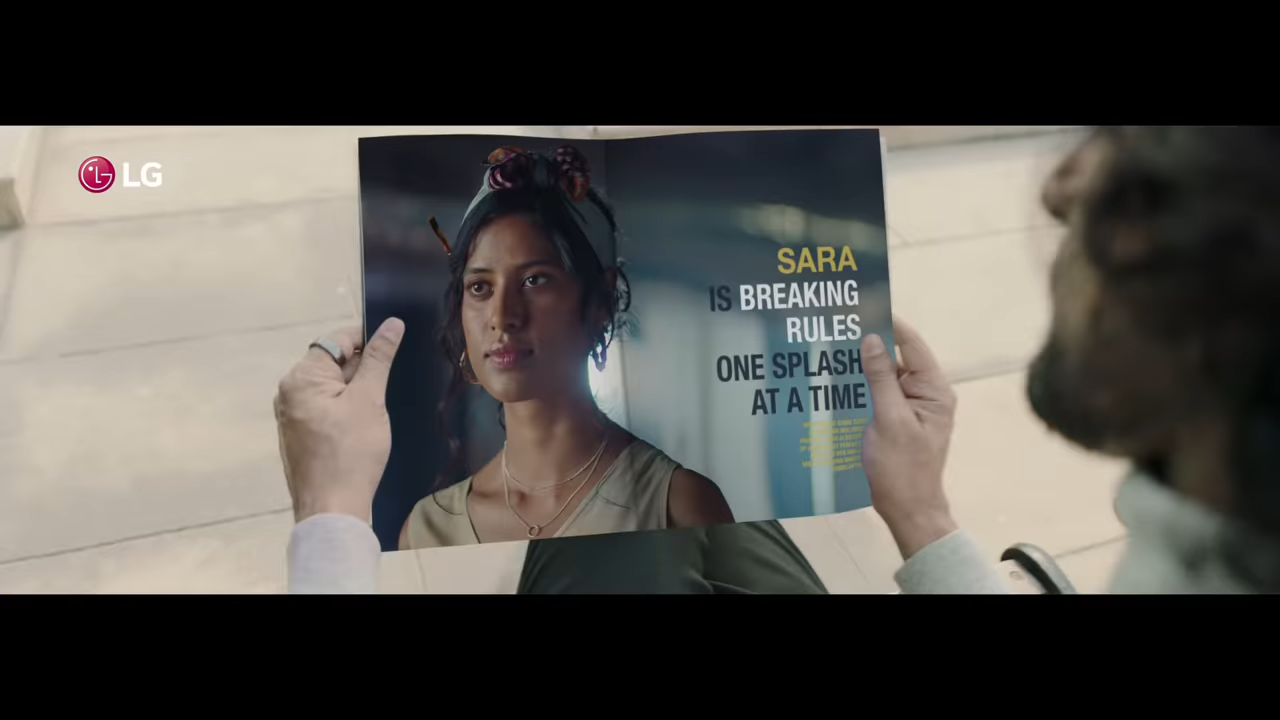 LG
SARA
IS BREAKING
RULES
ONE SPLASH
AT A TIME